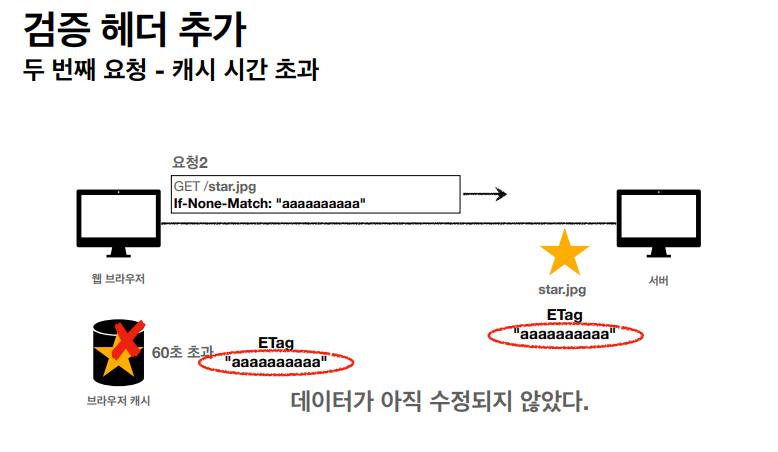 검증 헤더 추가
두 번째 요청 - 캐시 시간 초과
요청2
GET /star.jpg
If-None-Match: "aaaaaaaaaa"
웹 브라우저
star.jpg
서버
ETag
"aaaaaaaaaa"
60초 초과
ETag
"aaaaaaaaaa"
브라우저 캐시
데이터가 아직 수정되지 않았다.